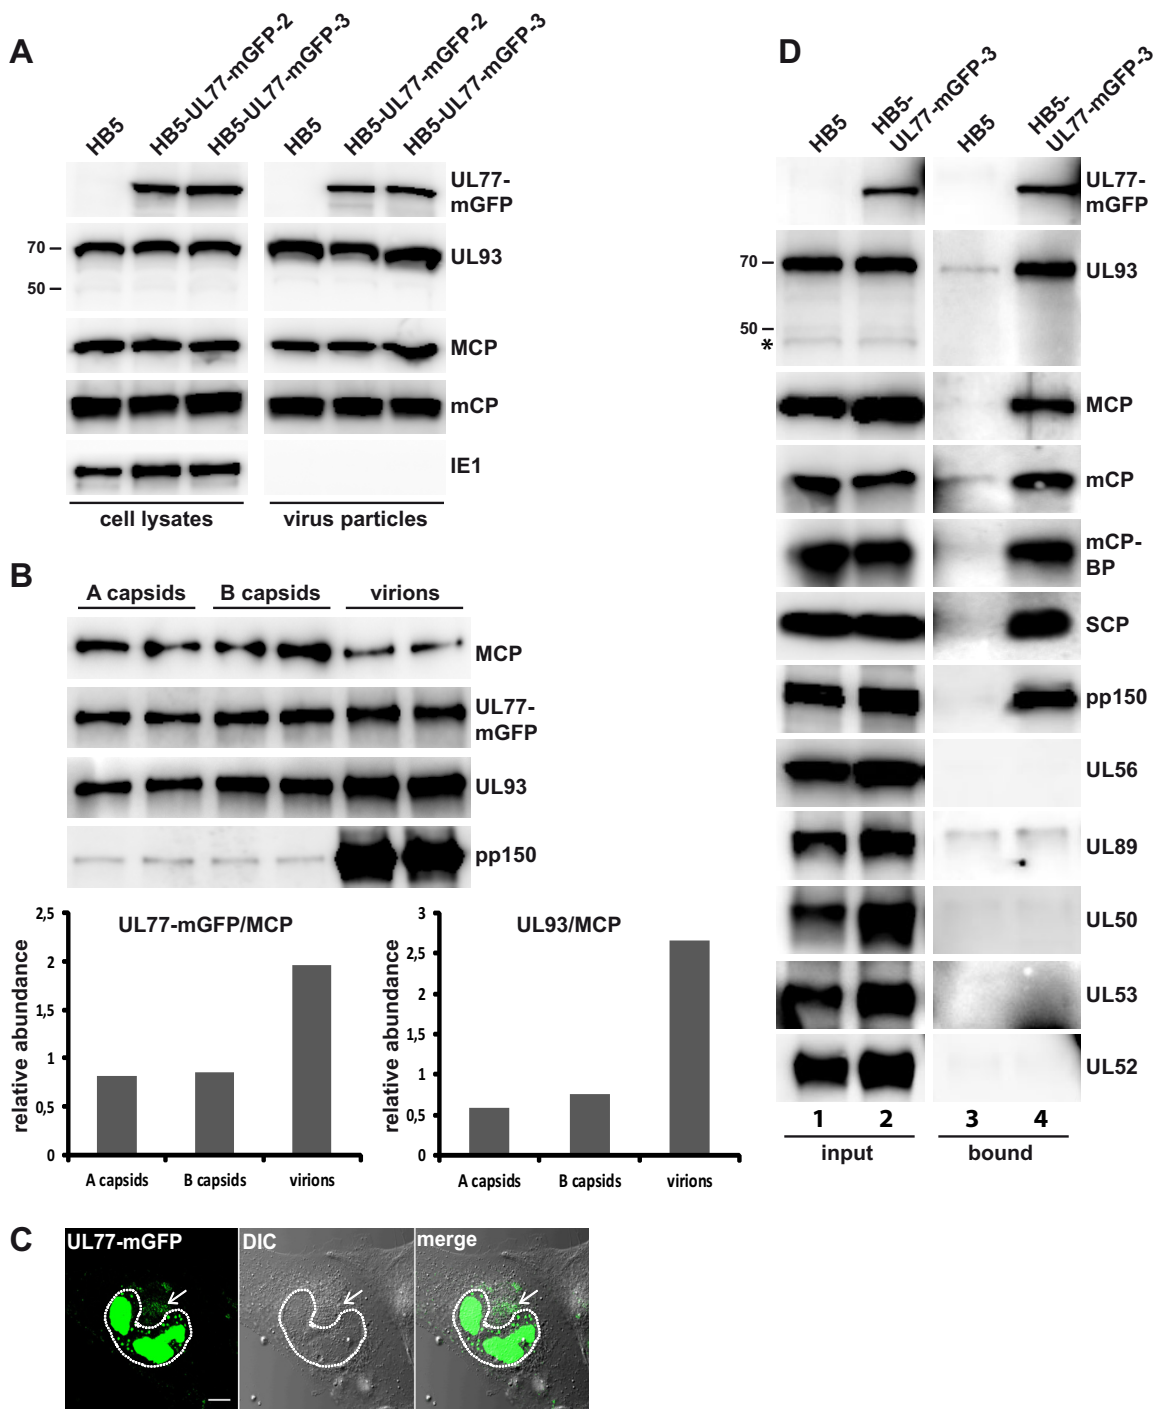 A
HB5
HB5-UL77-mGFP-2
HB5-UL77-mGFP-3
HB5
HB5-UL77-mGFP-2
HB5-UL77-mGFP-3
UL77-
mGFP
70
50
UL93
MCP
mCP
IE1
cell lysates
virus particles
B
A capsids
B capsids
virions
MCP
UL77-
mGFP
UL93
pp150
UL77-mGFP/MCP
relative abundance
2,5
2
1,5
1
0,5
0
A capsids
B capsids
virions
UL93/MCP
relative abundance
3
2,5
2
1,5
1
0,5
0
A capsids
B capsids
virions
C
UL77-mGFP
DIC
merge
D
HB5
HB5-
UL77-mGFP-3
HB5
HB5-
UL77-mGFP-3
UL77-
mGFP
70
50
*
UL93
MCP
mCP
mCP-
BP
SCP
pp150
UL56
UL89
UL50
UL53
UL52
1 2 3 4
input
bound